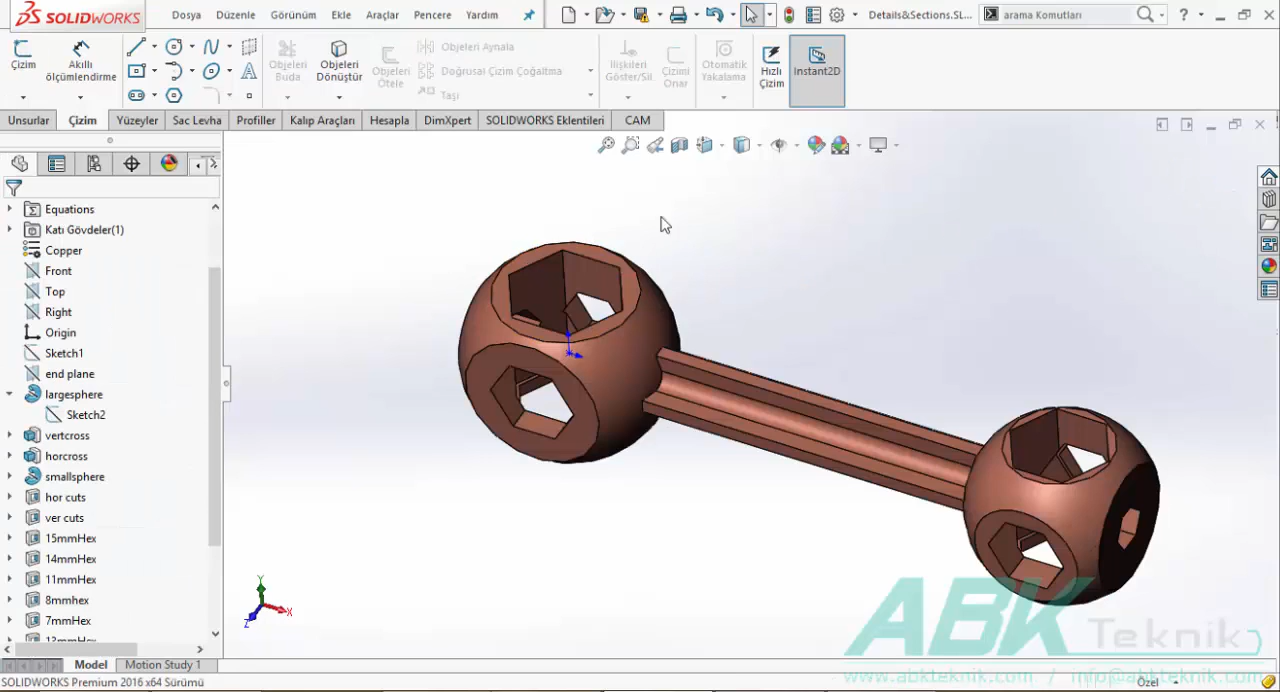 SOLIDWORKS
Dosya Düzenle Görünüm Ekle Araçlar Pencere Yardım
Details&Sections.SL... arama Komutları
Çizim
Akıllı ölçümlendirme
Objeleri Buda
Objeleri Dönüştür
Objeleri Ötele
Objeleri Aynala
Doğrusal Çizim Çoğaltma
Taşı
İlişkileri Göster/Sil
Çizimi Onar
Otomatik Yakalama
Hızlı Çizim
Instant2D
Unsurlar Çizim Yüzeyler Sac Levha Profiller Kalıp Araçları Hesapla DimXpert SOLIDWORKS Eklentileri CAM
Equations
Katı Gövdeler(1)
Copper
Front
Top
Right
Origin
Sketch1
end plane
largesphere
Sketch2
vertcross
horcross
smallsphere
hor cuts
ver cuts
15mmHex
14mmHex
11mmHex
8mmhex
7mmHex
Y
X
Z
ABK Teknik
www.abkteknik.com / info@abkteknik.com
Model Motion Study 1
SOLIDWORKS Premium 2016 x64 Sürümü
Özel